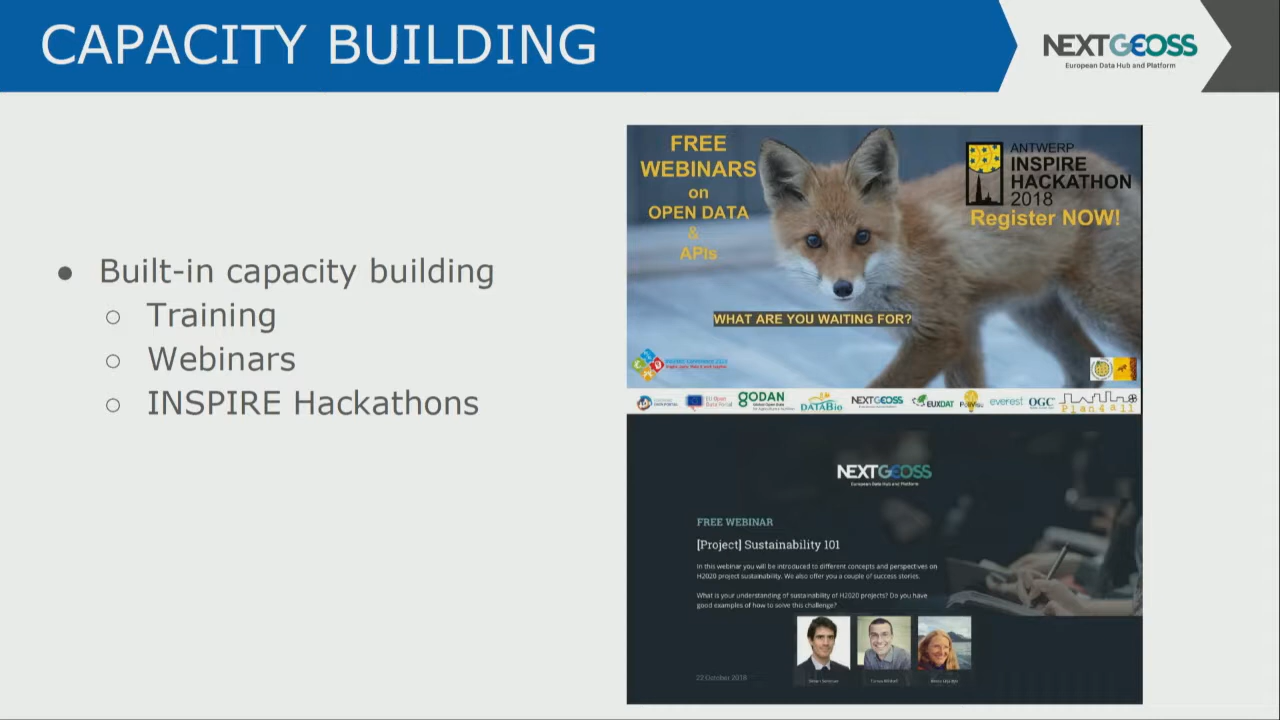 CAPACITY BUILDING
NEXTGEOSS
European Data Hub and Platform
● Built-in capacity building
○ Training
○ Webinars
○ INSPIRE Hackathons
FREE
WEBINARS
on
OPEN DATA
&
APIs
ANTWERP
INSPIRE
HACKATHON
2018
Register NOW!
WHAT ARE YOU WAITING FOR?
GODAN
DATABio
NEXTGEOSS
EUXDAT
everest
OGC
Plan4all
NEXTGEOSS
European Data Hub and Platform
FREE WEBINAR
[Project] Sustainability 101
In this webinar you will be introduced to different concepts and perspectives on
H2020 project sustainability. We also offer you a couple of success stories.
What is your understanding of sustainability of H2020 projects? Do you have
good examples of how to solve this challenge?
22 October 2018